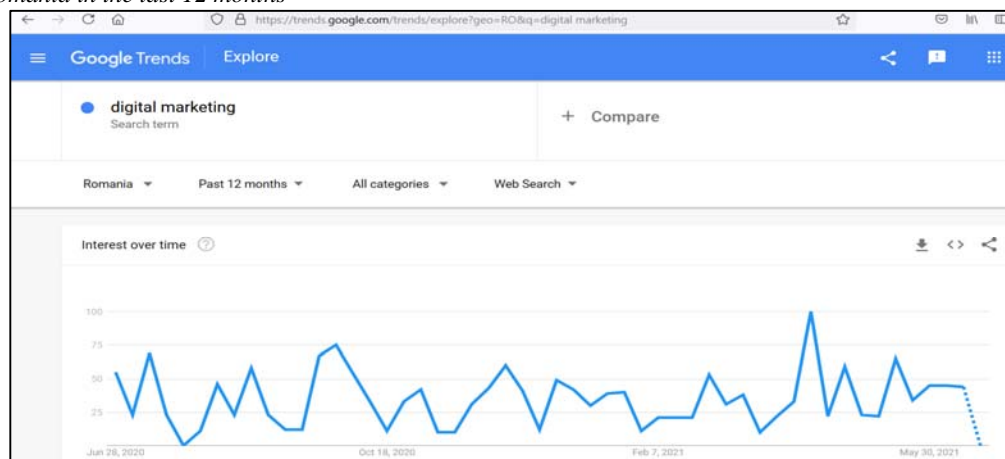 omania in the last 12 months
https://trends.google.com/trends/explore?geo=RO&q=digital marketing
Google Trends Explore
digital marketing
Search term
+ Compare
Romania Past 12 months All categories Web Search
Interest over time
100
75
50
25
Jun 28, 2020 Oct 18, 2020 Feb 7, 2021 May 30, 2021